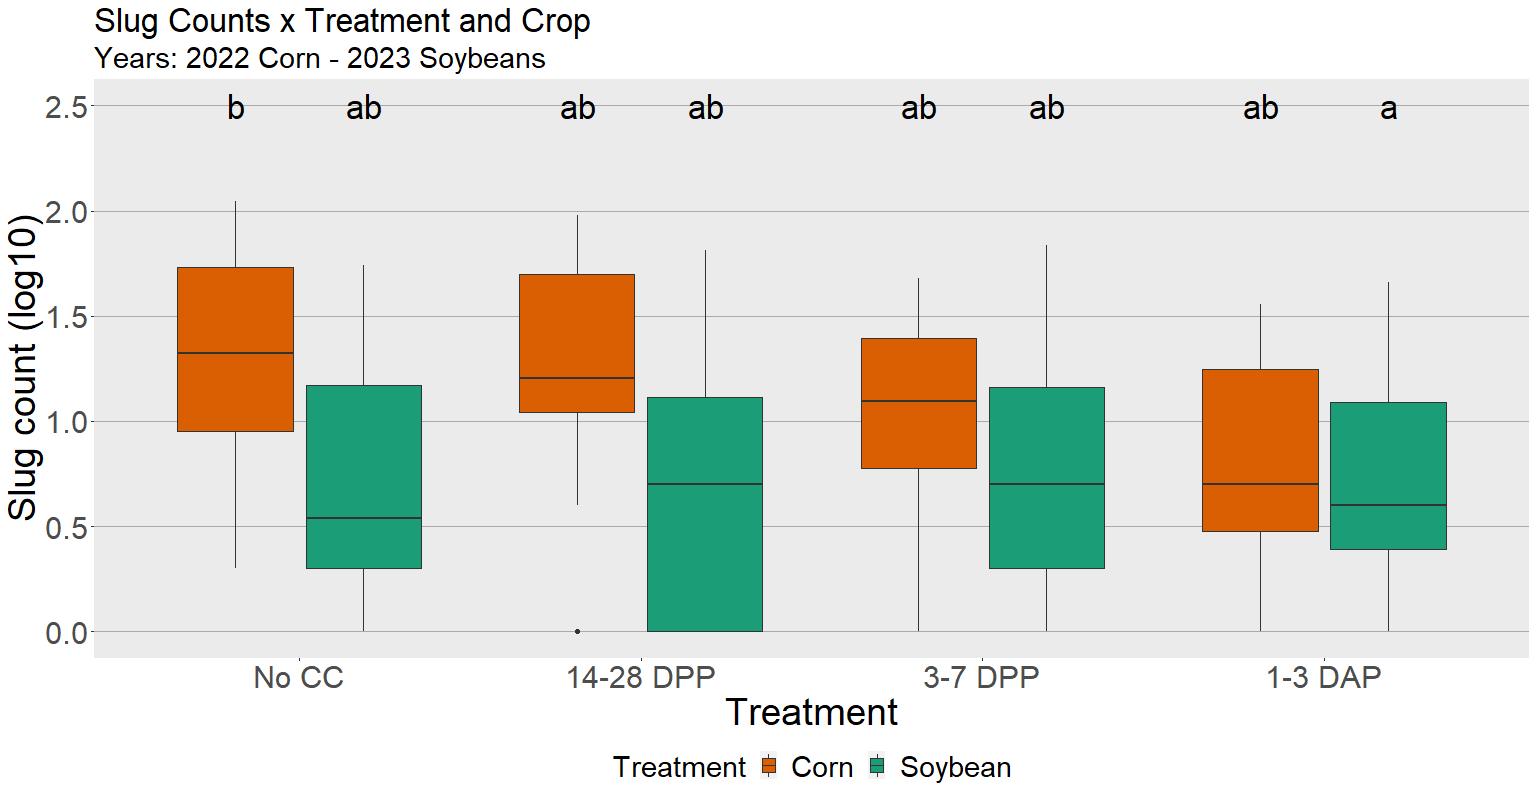 Slug Counts x Treatment and Crop
Years: 2022 Corn - 2023 Soybeans
b ab ab ab ab ab ab a
2.5
2.0
1.5
1.0
0.5
0.0
Slug count (log10)
No CC 14-28 DPP 3-7 DPP 1-3 DAP
Treatment
Treatment Corn Soybean